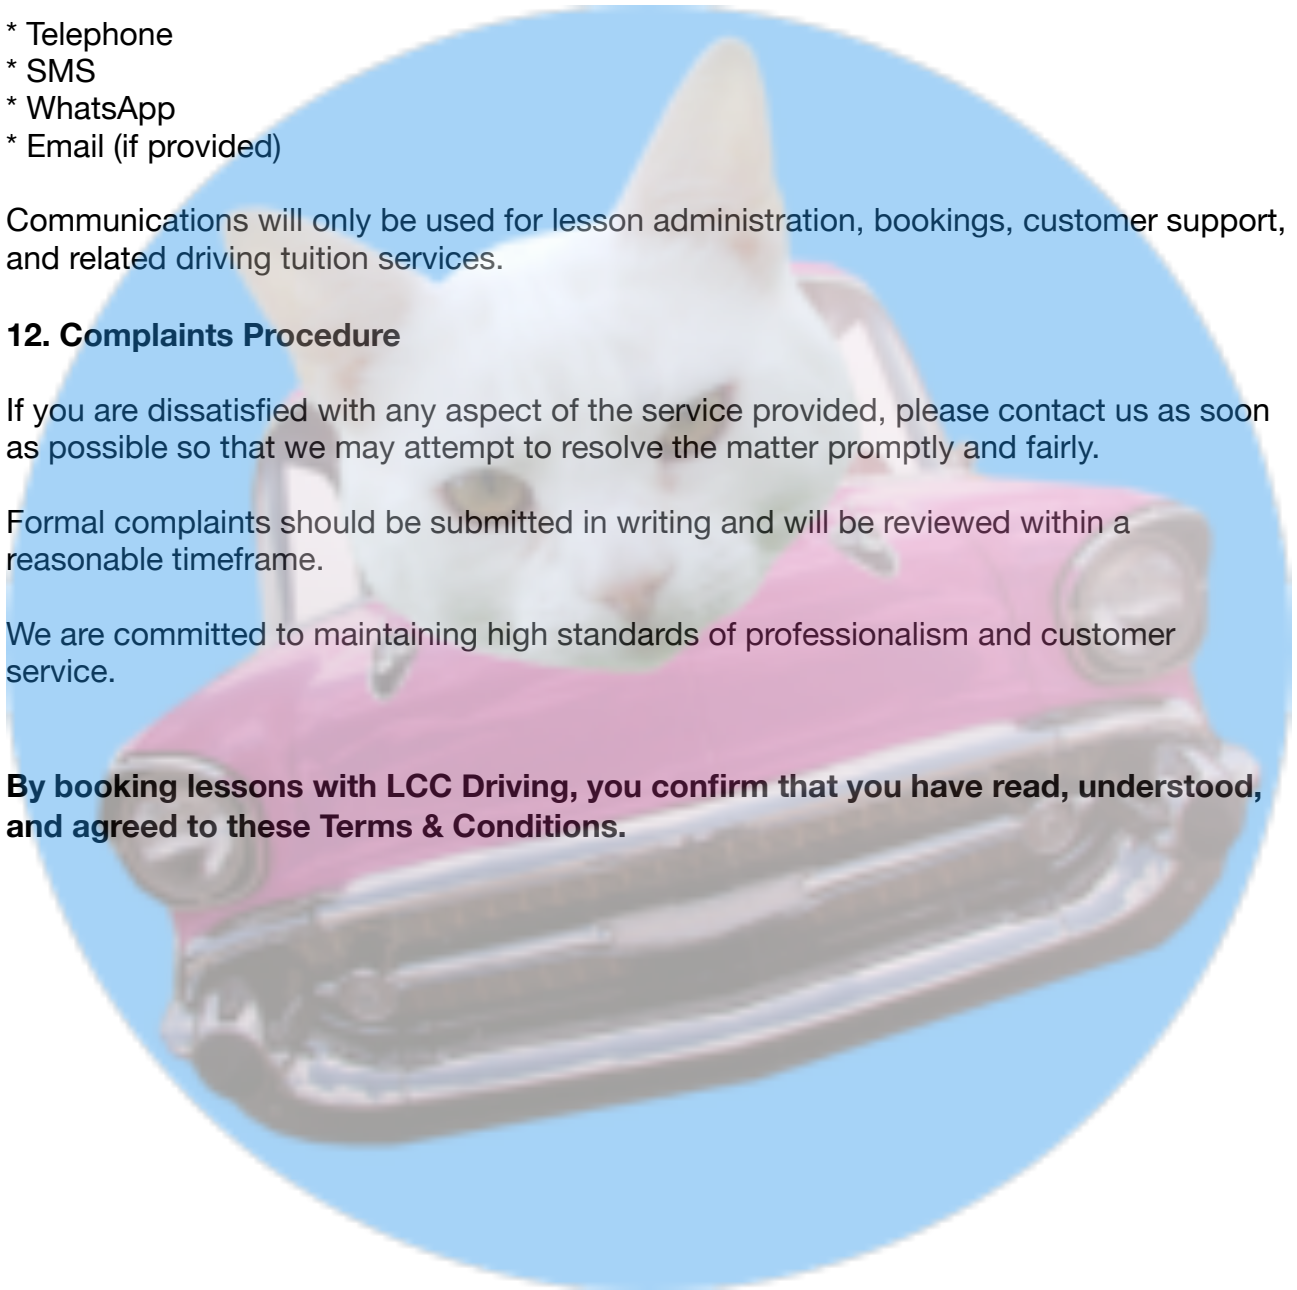 * Telephone
* SMS
* WhatsApp
* Email (if provided)
Communications will only be used for lesson administration, bookings, customer support,
and related driving tuition services.
12. Complaints Procedure
If you are dissatisfied with any aspect of the service provided, please contact us as soon
as possible so that we may attempt to resolve the matter promptly and fairly.
Formal complaints should be submitted in writing and will be reviewed within a
reasonable timeframe.
We are committed to maintaining high standards of professionalism and customer
service.
By booking lessons with LCC Driving, you confirm that you have read, understood,
and agreed to these Terms & Conditions.